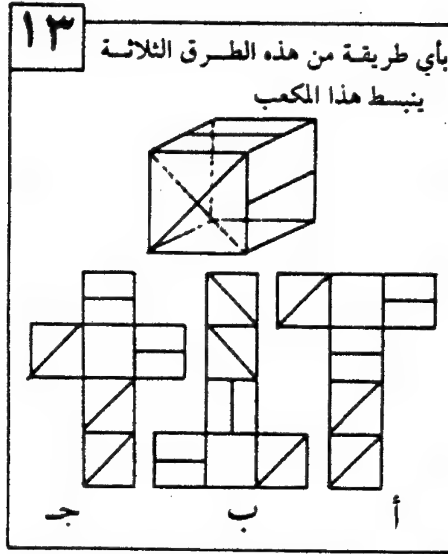 ١٣
بأي طريقة من هذه الطرق الثلاثة
ينبسط هذا المكعب
أ
ب
جـ